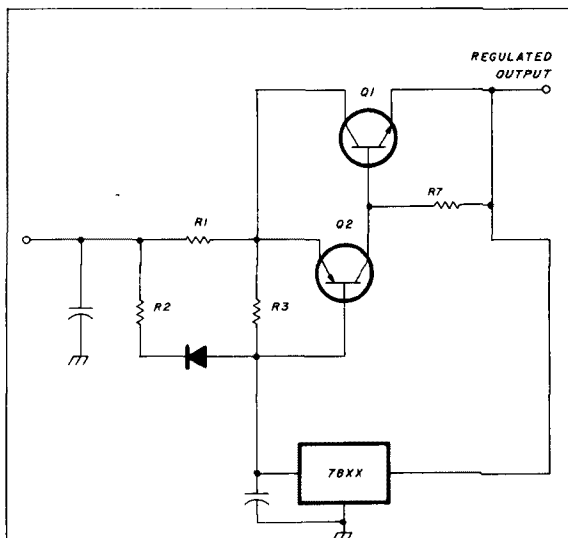 REGULATED
OUTPUT
Q1
R7
R1
Q2
R2
R3
78XX